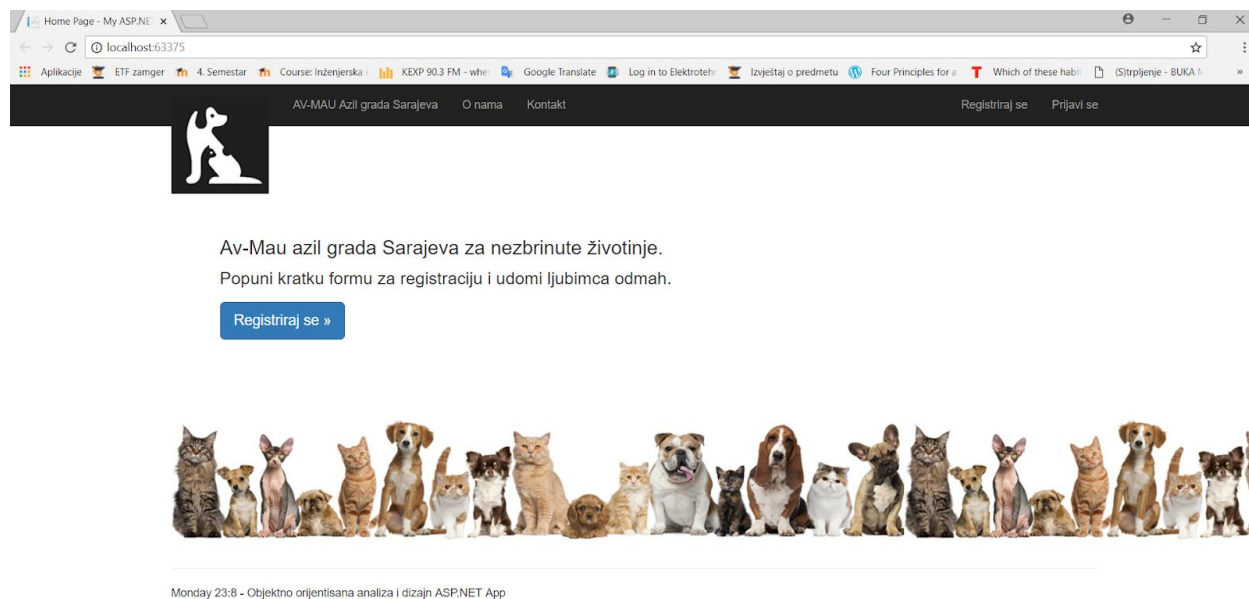 Home Page - My ASP.NE
localhost:63375
Aplikacije ETF zamger 4. Semestar Course: Inženjerska KEXP 90.3 FM - whe Google Translate Log in to Elektroteh Izvještaj o predmetu Four Principles for a Which of these habi (S)trpljenje - BUKA »
AV-MAU Azil grada Sarajeva O nama Kontakt Registriraj se Prijavi se
Av-Mau azil grada Sarajeva za nezbrinute životinje.
Popuni kratku formu za registraciju i udomi ljubimca odmah.
Registriraj se »
Monday 23:8 - Objektno orijentisana analiza i dizajn ASP.NET App